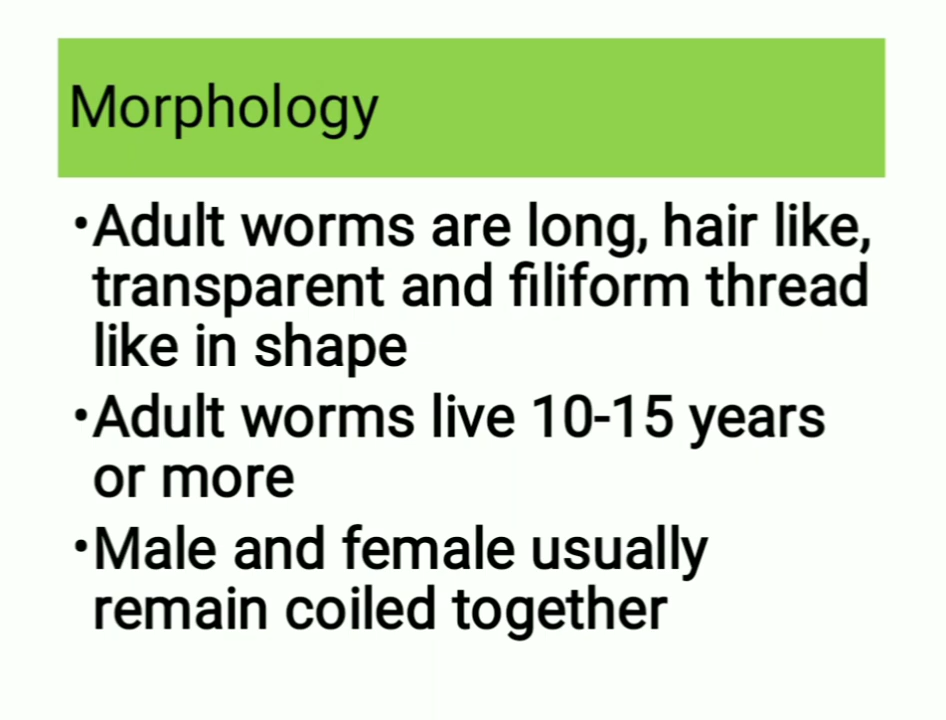 Morphology
•Adult worms are long, hair like,
transparent and filiform thread
like in shape
•Adult worms live 10-15 years
or more
•Male and female usually
remain coiled together